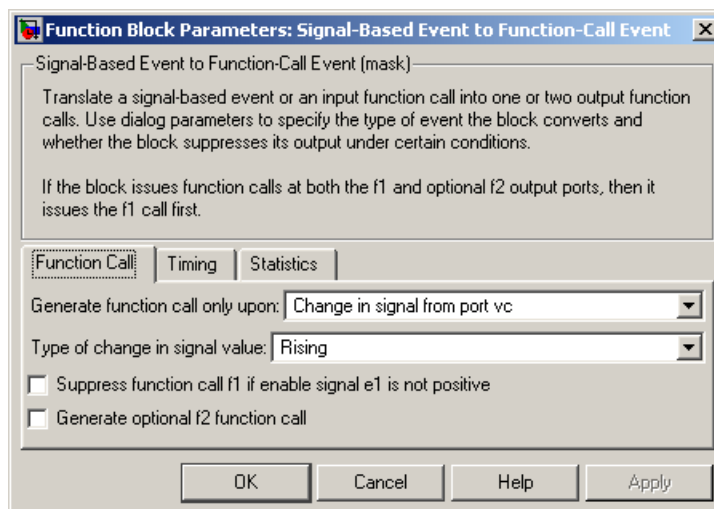 Function Block Parameters: Signal-Based Event to Function-Call Event
Signal-Based Event to Function-Call Event (mask)
Translate a signal-based event or an input function call into one or two output function
calls. Use dialog parameters to specify the type of event the block converts and
whether the block suppresses its output under certain conditions.
If the block issues function calls at both the f1 and optional f2 output ports, then it
issues the f1 call first.
Function Call Timing Statistics
Generate function call only upon: Change in signal from port vc
Type of change in signal value: Rising
Suppress function call f1 if enable signal e1 is not positive
Generate optional f2 function call
OK Cancel Help Apply